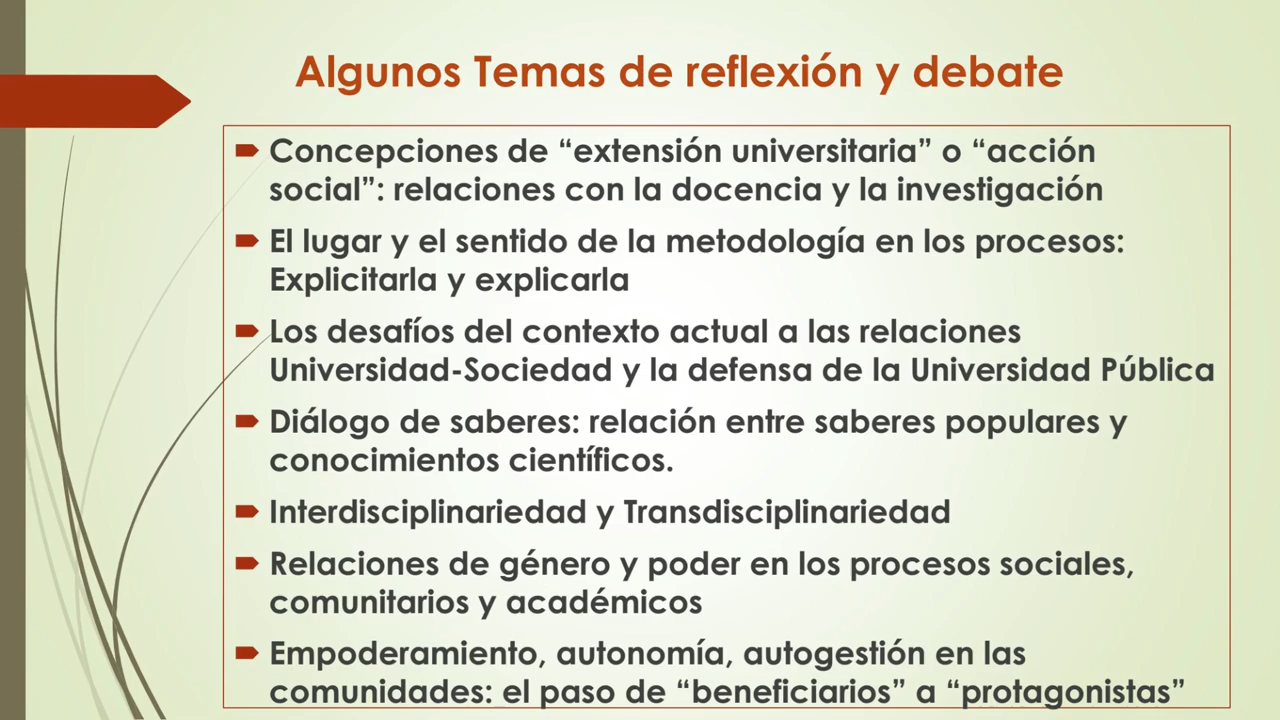 Algunos Temas de reflexión y debate
Concepciones de “extensión universitaria” o “acción
social”: relaciones con la docencia y la investigación
El lugar y el sentido de la metodología en los procesos:
Explicitarla y explicarla
Los desafíos del contexto actual a las relaciones
Universidad-Sociedad y la defensa de la Universidad Pública
Diálogo de saberes: relación entre saberes populares y
conocimientos científicos.
Interdisciplinariedad y Transdisciplinariedad
Relaciones de género y poder en los procesos sociales,
comunitarios y académicos
Empoderamiento, autonomía, autogestión en las
comunidades: el paso de “beneficiarios” a “protagonistas”